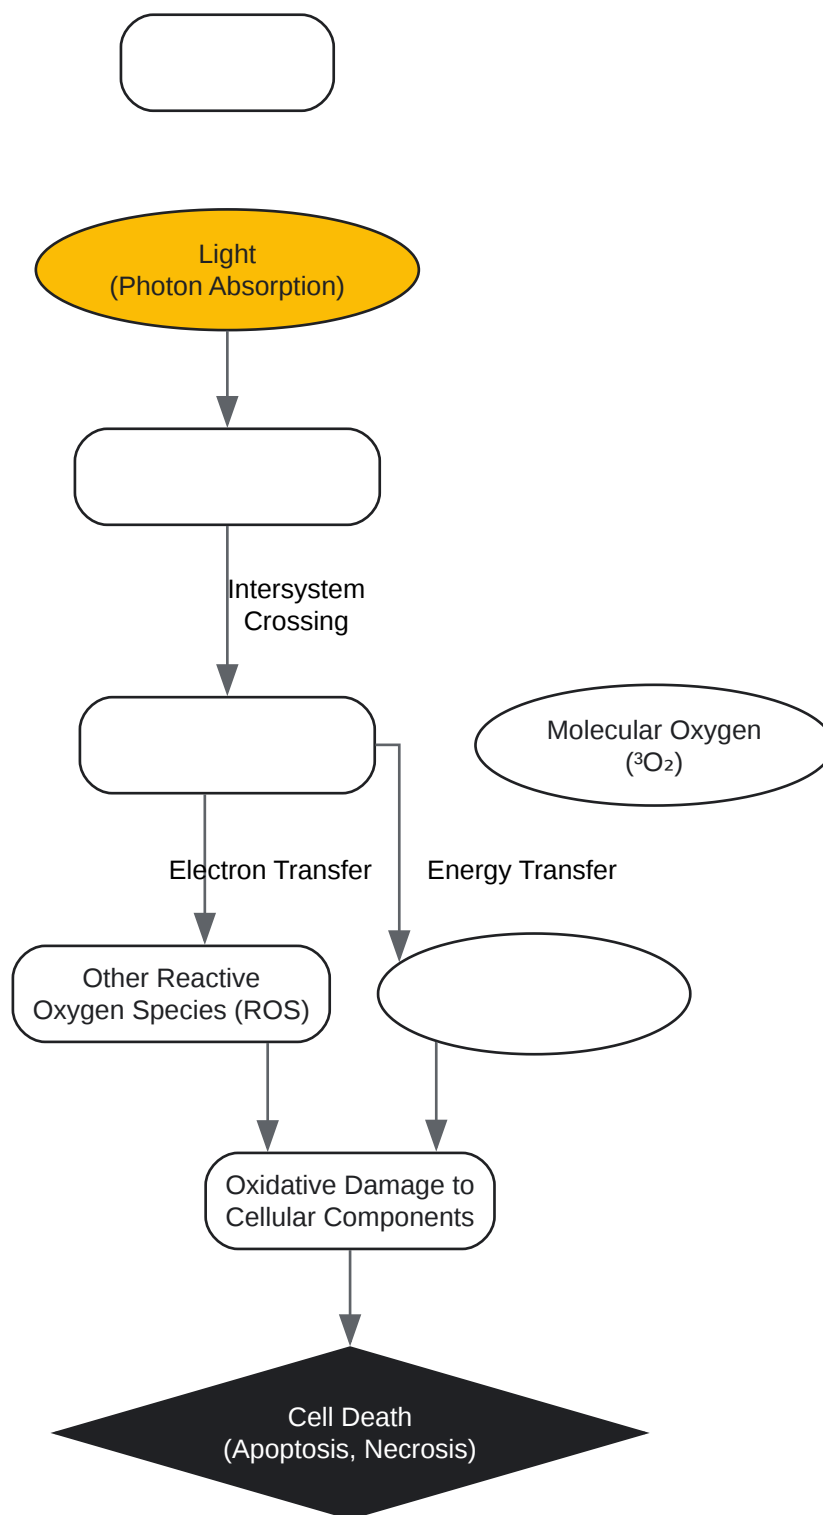 Light
(Photon Absorption)
Intersystem
Crossing
Molecular Oxygen
(³O₂)
Electron Transfer
Energy Transfer
Other Reactive
Oxygen Species (ROS)
Oxidative Damage to
Cellular Components
Cell Death
(Apoptosis, Necrosis)